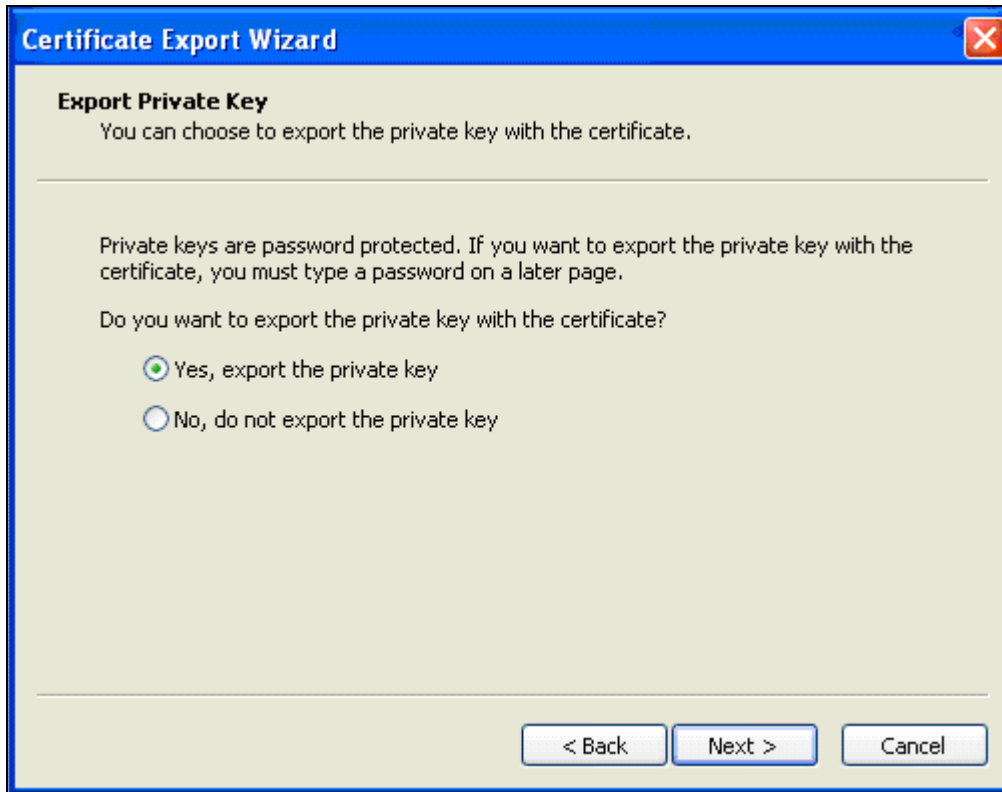 Certificate Export Wizard
Export Private Key
You can choose to export the private key with the certificate.
Private keys are password protected. If you want to export the private key with the
certificate, you must type a password on a later page.
Do you want to export the private key with the certificate?
Yes, export the private key
No, do not export the private key
< Back Next > Cancel